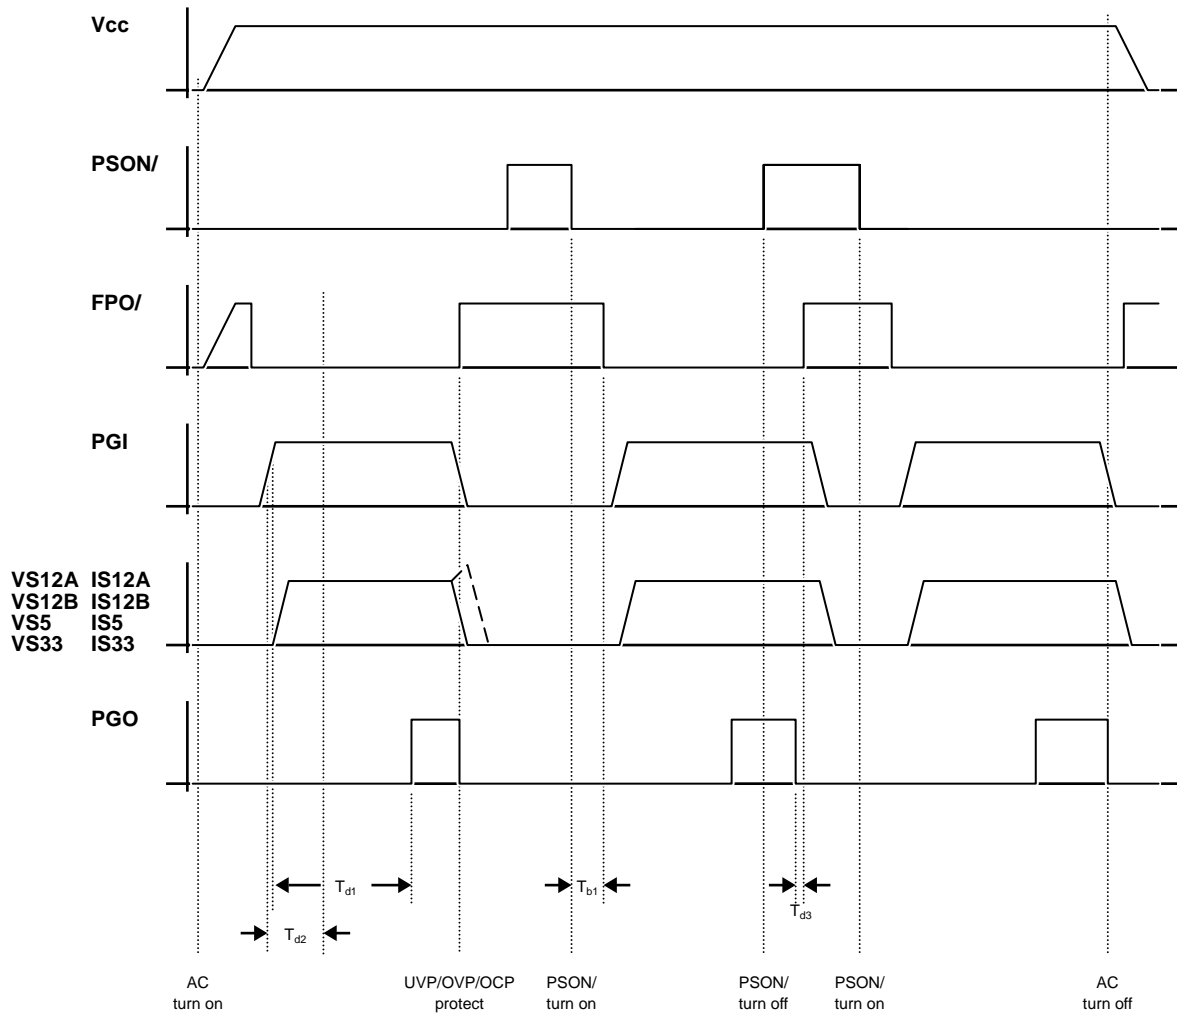 Vcc
PSON/
FPO/
PGI
VS12A IS12A
VS12B IS12B
VS5 IS5
VS33 IS33
PGO
Td1
Tb1
Td3
Td2
AC
turn on
UVP/OVP/OCP
protect
PSON/
turn on
PSON/
turn off
PSON/
turn on
AC
turn off